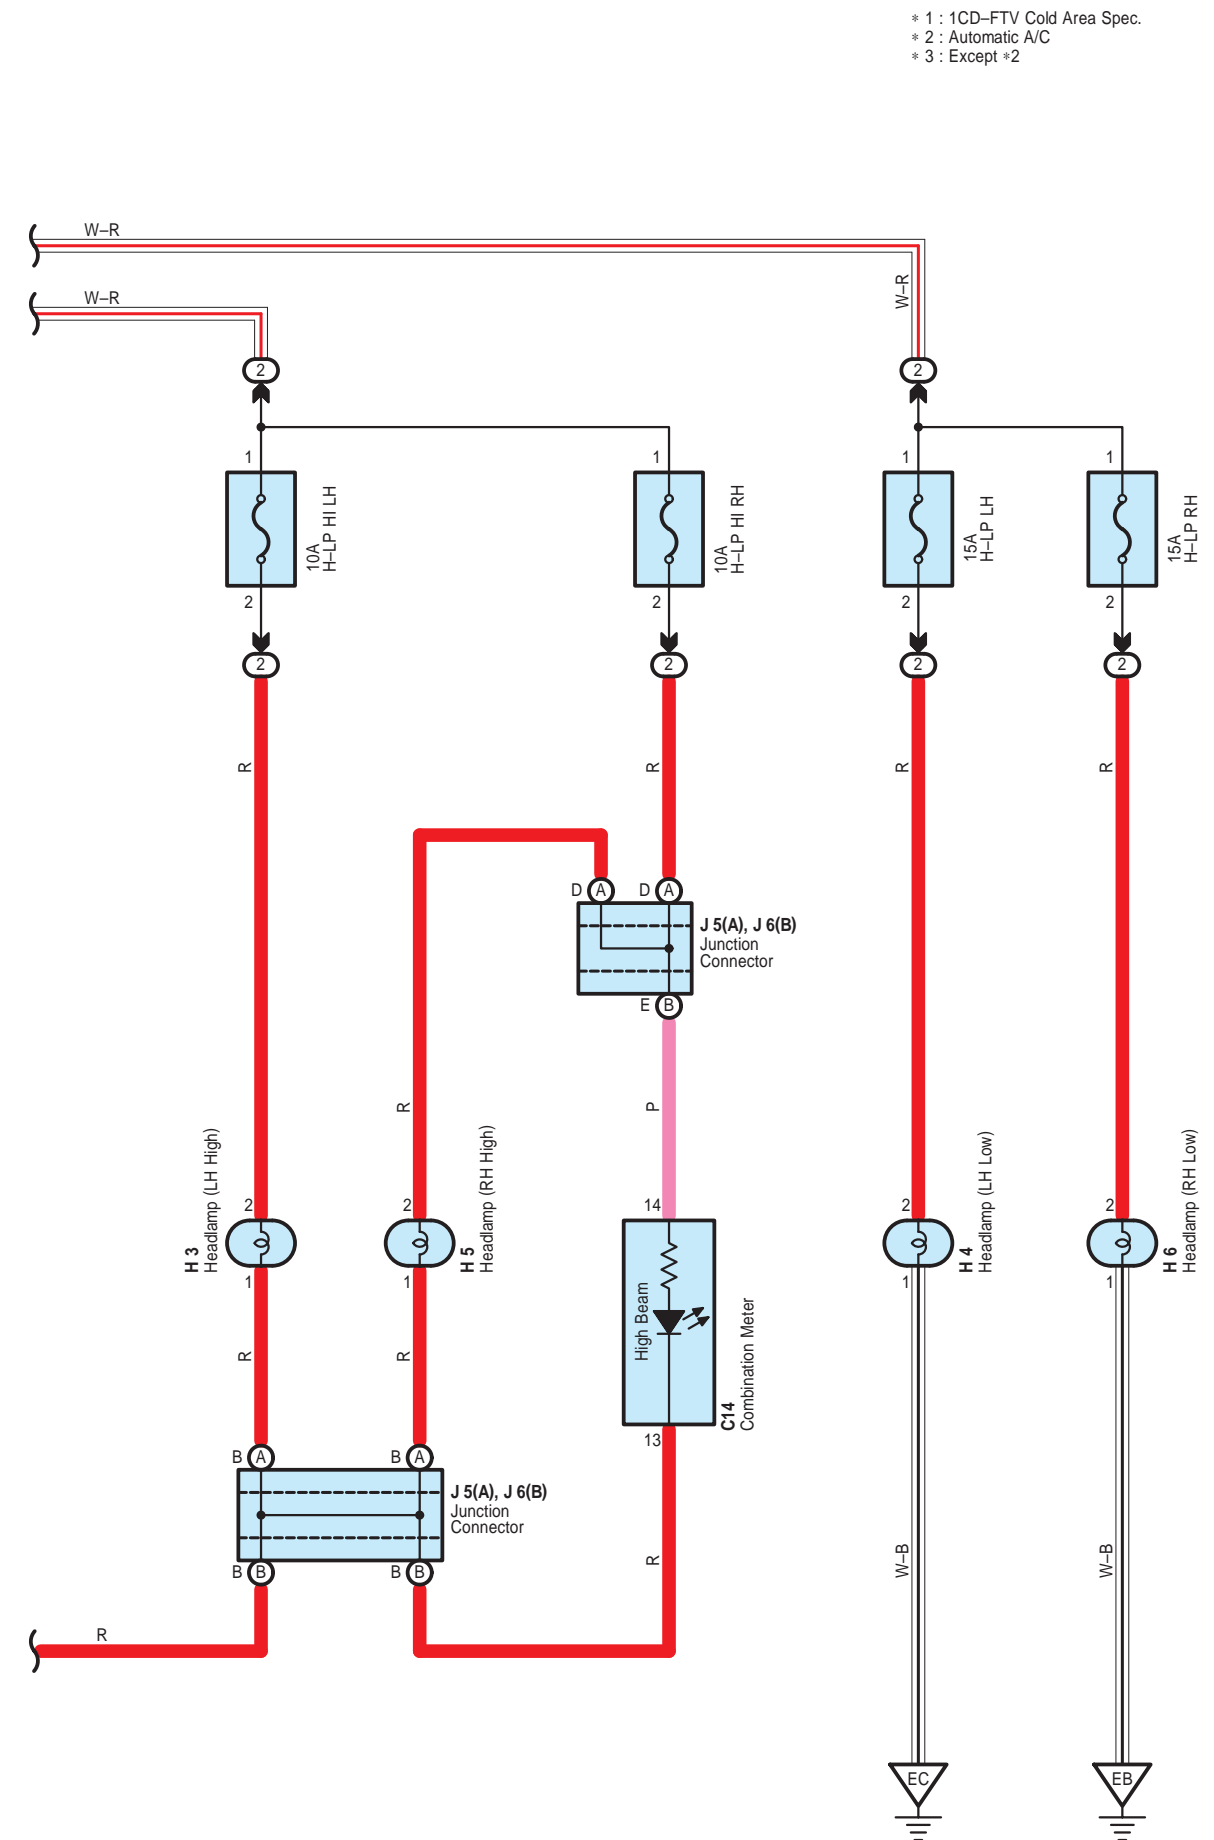 ∗ 1 : 1CD–FTV Cold Area Spec.
∗ 2 : Automatic A/C
∗ 3 : Except ∗2
W–R
W–R
W–R
2
2
1
1
1
1
10A
H–LP HI LH
10A
H–LP HI RH
15A
H–LP LH
15A
H–LP RH
2
2
2
2
2
2
2
2
R
R
R
R
D
A
D
A
J 5(A), J 6(B)
Junction
Connector
E
B
R
P
2
2
14
2
2
H 3
Headlamp (LH High)
H 5
Headlamp (RH High)
High Beam
C14
Combination Meter
H 4
Headlamp (LH Low)
H 6
Headlamp (RH Low)
1
1
1
1
R
R
13
B
A
B
A
J 5(A), J 6(B)
Junction
Connector
B
B
B
B
R
W–B
W–B
R
EC
EB